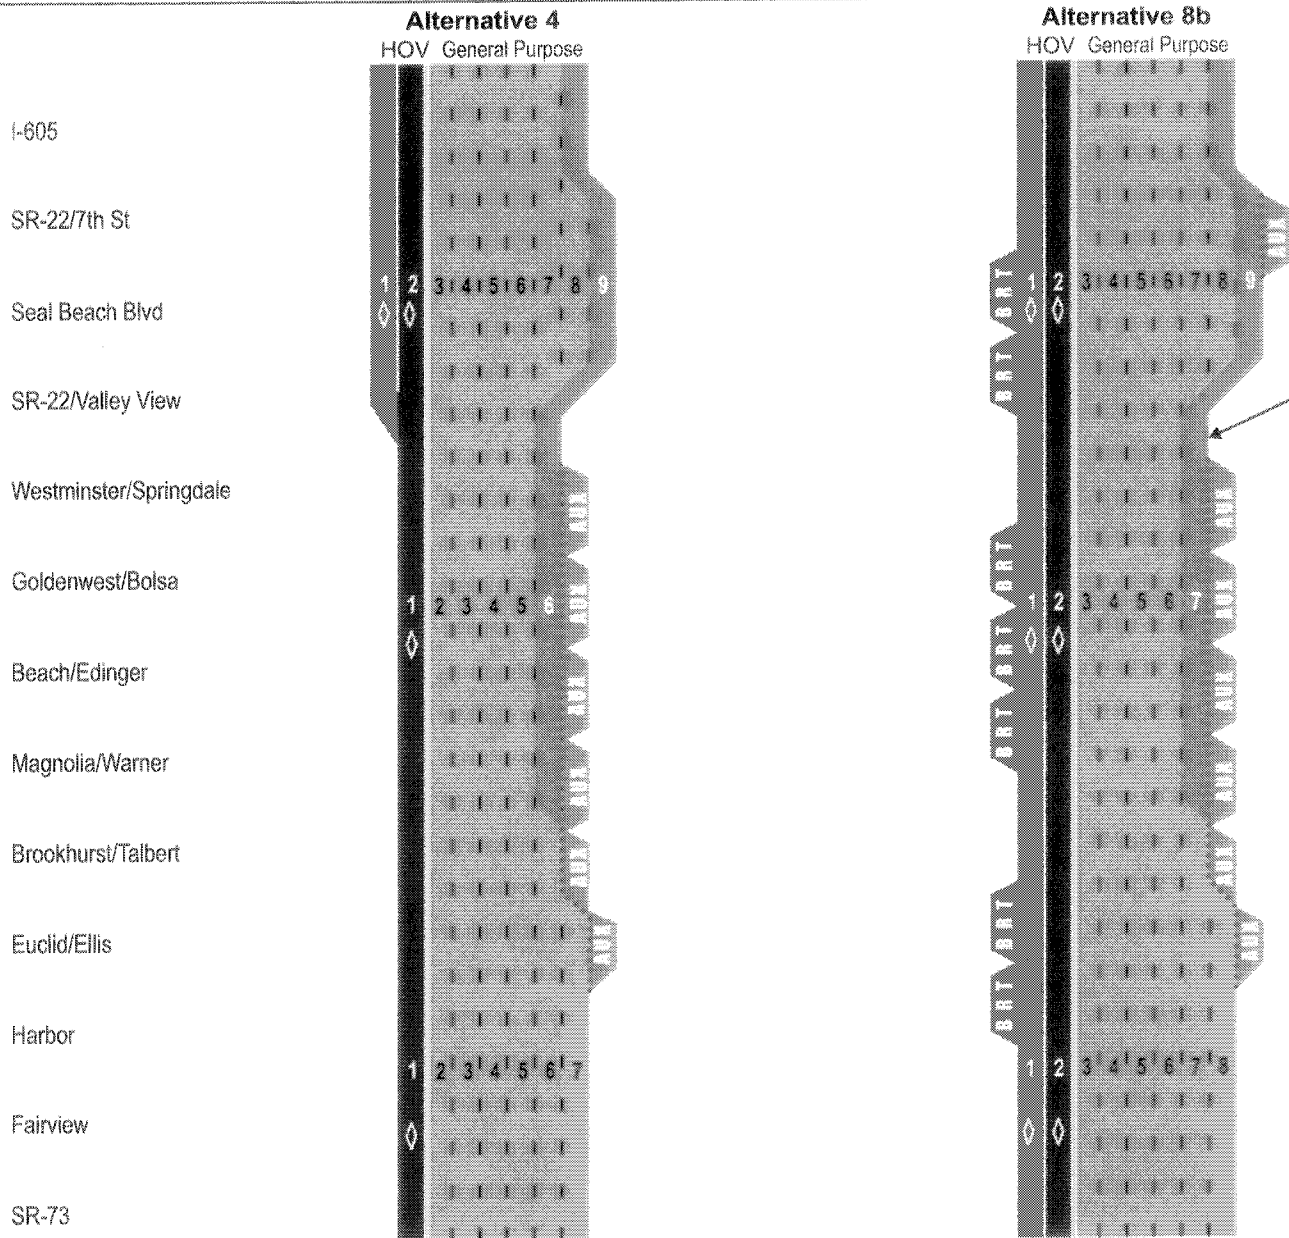 Alternative 4
Alternative 8b
HOV General Purpose
HOV General Purpose
I-605
SR-22/7th St
AUX
1 2 3 4 5 6 7 8 9
BRT 1 2 3 4 5 6 7 8 9
Seal Beach Blvd
BRT
SR-22/Valley View
Westminster/Springdale
AUX
AUX
BRT
Goldenwest/Bolsa
AUX
AUX
1 2 3 4 5 6
1 2 3 4 5 6 7
BRT
Beach/Edinger
AUX
AUX
BRT
Magnolia/Warner
AUX
AUX
Brookhurst/Talbert
AUX
AUX
BRT
Euclid/Ellis
AUX
AUX
BRT
Harbor
1 2 3 4 5 6 7
1 2 3 4 5 6 7 8
Fairview
SR-73